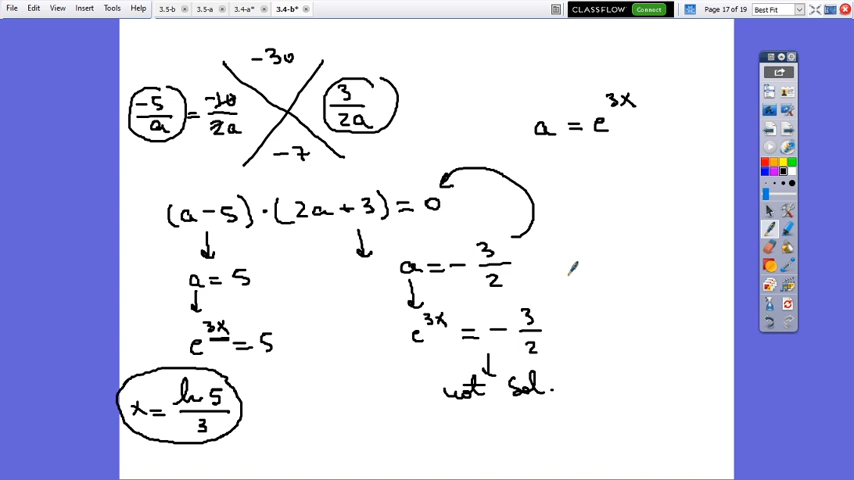 File Edit View Insert Tools Help 3.5-b 3.5-a 3.4-a* 3.4-b* CLASSFLOW Connect Page 17 of 19 Best Fit
-30
-5/a = -10/2a 3/2a
-7
a = e^3x
(a-5)·(2a+3)=0
a = 5 a = -3/2
e^3x = 5 e^3x = -3/2
x = ln 5/3 not Sol.